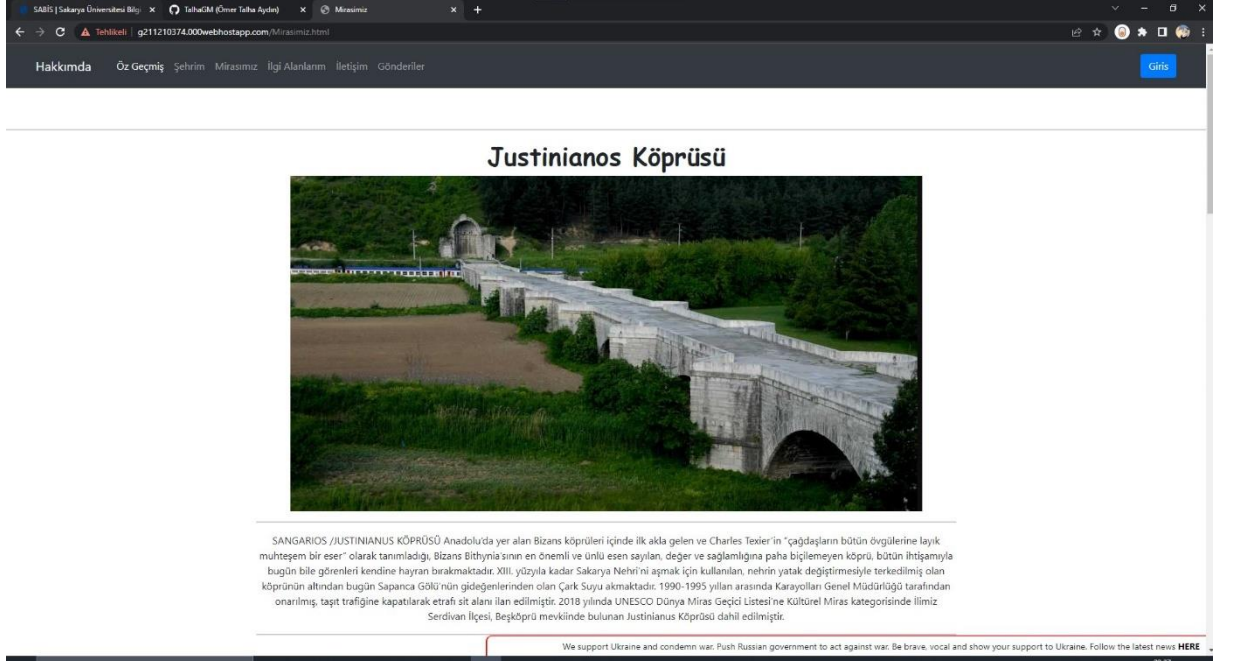 SABİS | Sakarya Üniversitesi Bilgi
TalhaGM (Ömer Talha Aydın)
Mirasimiz
Tehlikeli
g211210374.000webhostapp.com/Mirasimiz.html
Hakkımda Öz Geçmiş Şehrim Mirasımız İlgi Alanlarım İletişim Gönderiler Giris
Justinianos Köprüsü
SANGARIOS /JUSTINIANUS KÖPRÜSÜ Anadolu'da yer alan Bizans köprüleri içinde ilk akla gelen ve Charles Texier'in "çağdaşların bütün övgülerine layık
muhteşem bir eser" olarak tanımladığı, Bizans Bithynia'sının en önemli ve ünlü eseri sayılan, değer ve sağlamlığına paha biçilemeyen köprü, bütün ihtişamıyla
bugün bile görenleri kendine hayran bırakmaktadır. XIII. yüzyıla kadar Sakarya Nehri'ni aşmak için kullanılan, nehrin yatak değiştirmesiyle terkedilmiş olan
köprünün altından bugün Sapanca Gölü'nün gideğenlerinden olan Çark Suyu akmaktadır. 1990-1995 yılları arasında Karayolları Genel Müdürlüğü tarafından
onarılmış, taşıt trafiğine kapatılarak etrafı sit alanı ilan edilmiştir. 2018 yılında UNESCO Dünya Miras Geçici Listesi'ne Kültürel Miras kategorisinde İlimiz
Serdivan İlçesi, Beşköprü mevkiinde bulunan Justinianus Köprüsü dahil edilmiştir.
We support Ukraine and condemn war. Push Russian government to act against war. Be brave, vocal and show your support to Ukraine. Follow the latest news HERE